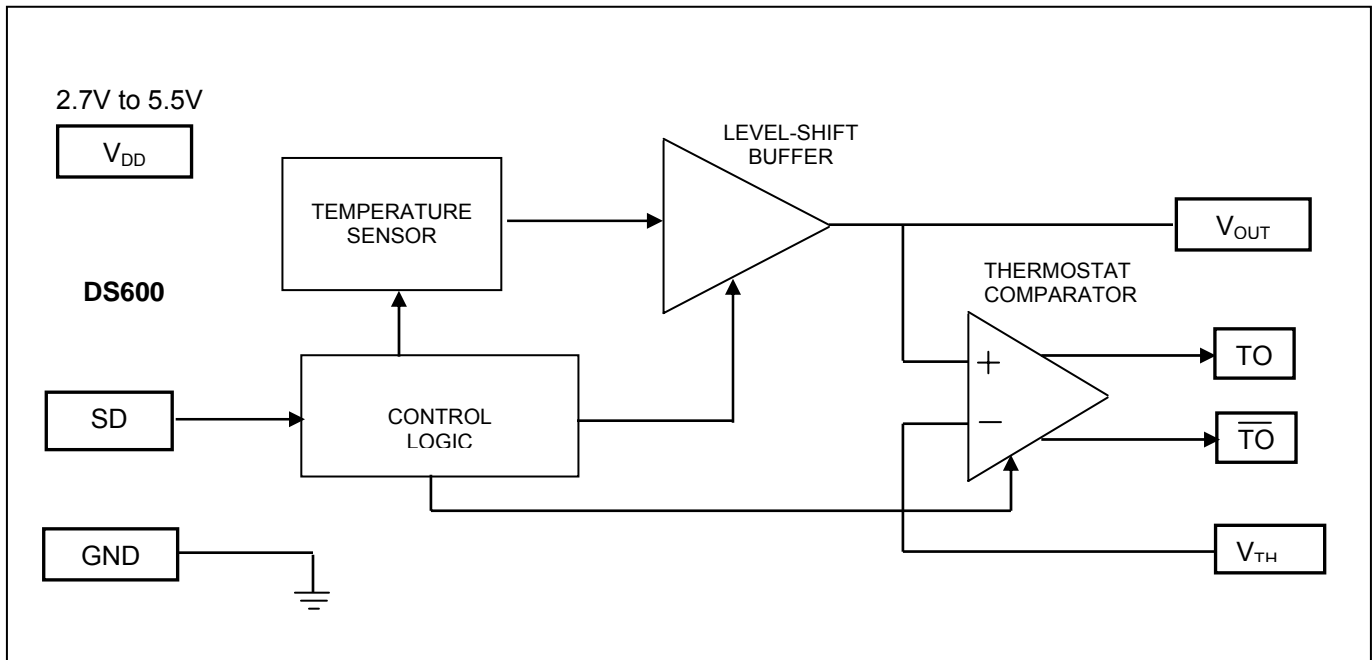 2.7V to 5.5V
VDD
LEVEL-SHIFT
BUFFER
TEMPERATURE
SENSOR
VOUT
DS600
THERMOSTAT
COMPARATOR
+
TO
SD
CONTROL
LOGIC
−
T̅O̅
GND
VTH